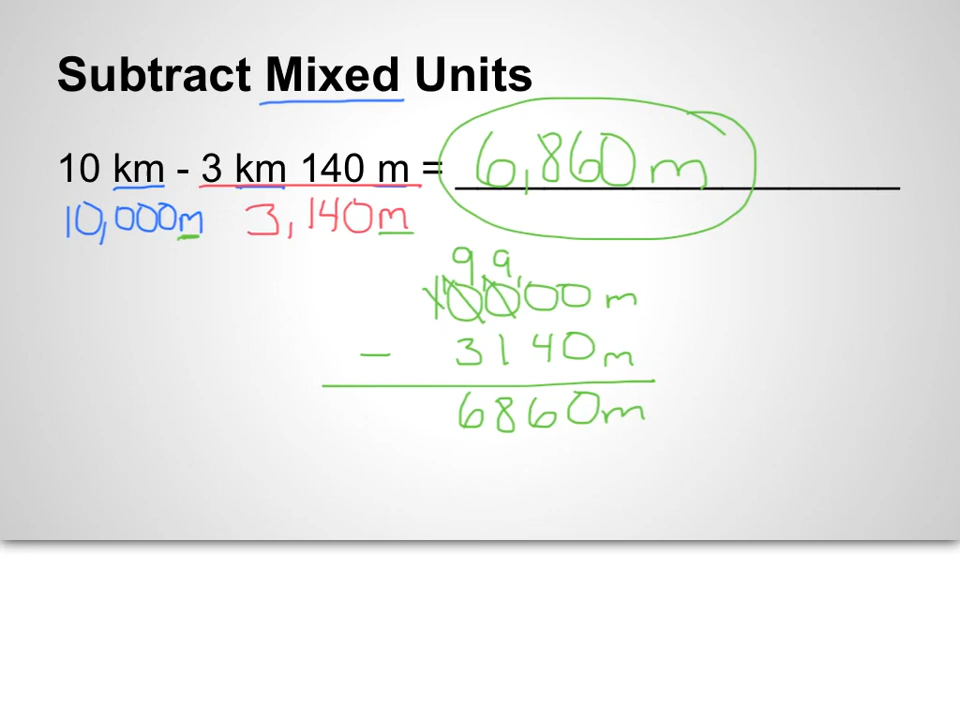 Subtract Mixed Units
10 km - 3 km 140 m = 6,860 m
10,000m 3,140m
9 9
10000 m
- 3140m
6860m